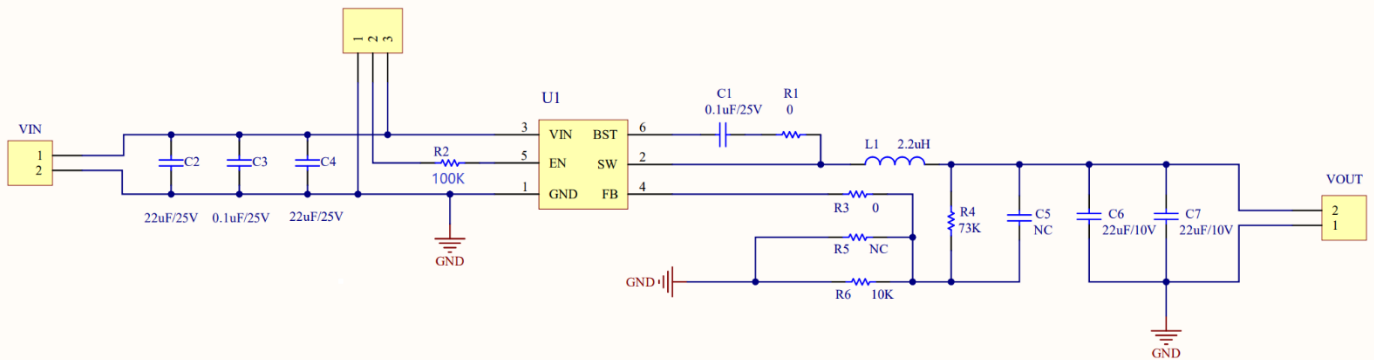 1 2 3
VIN
1
2
C2
C3
C4
22uF/25V
0.1uF/25V
22uF/25V
R2
100K
GND
U1
3 VIN BST 6
5 EN SW 2
1 GND FB 4
C1
0.1uF/25V
R1
0
L1 2.2uH
R3 0
R5 NC
R6 10K
GND
R4
73K
C5
NC
C6
22uF/10V
C7
22uF/10V
GND
VOUT
2
1